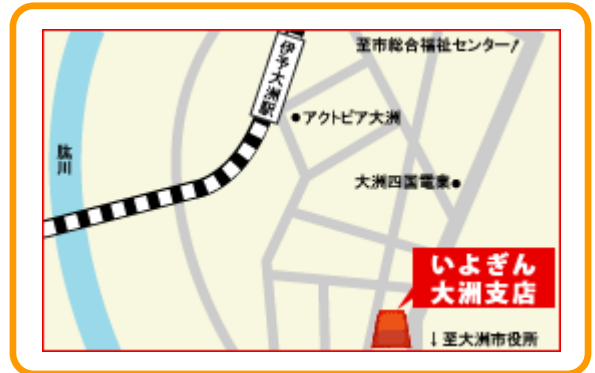 至市総合福祉センター↗
伊予大洲駅
●アクトピア大洲
肱川
大洲四国電業●
いよぎん
大洲支店
↓至大洲市役所